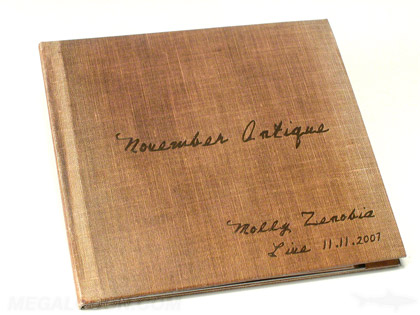 November Antique
Molly Zenobia
Live 11.11.2007